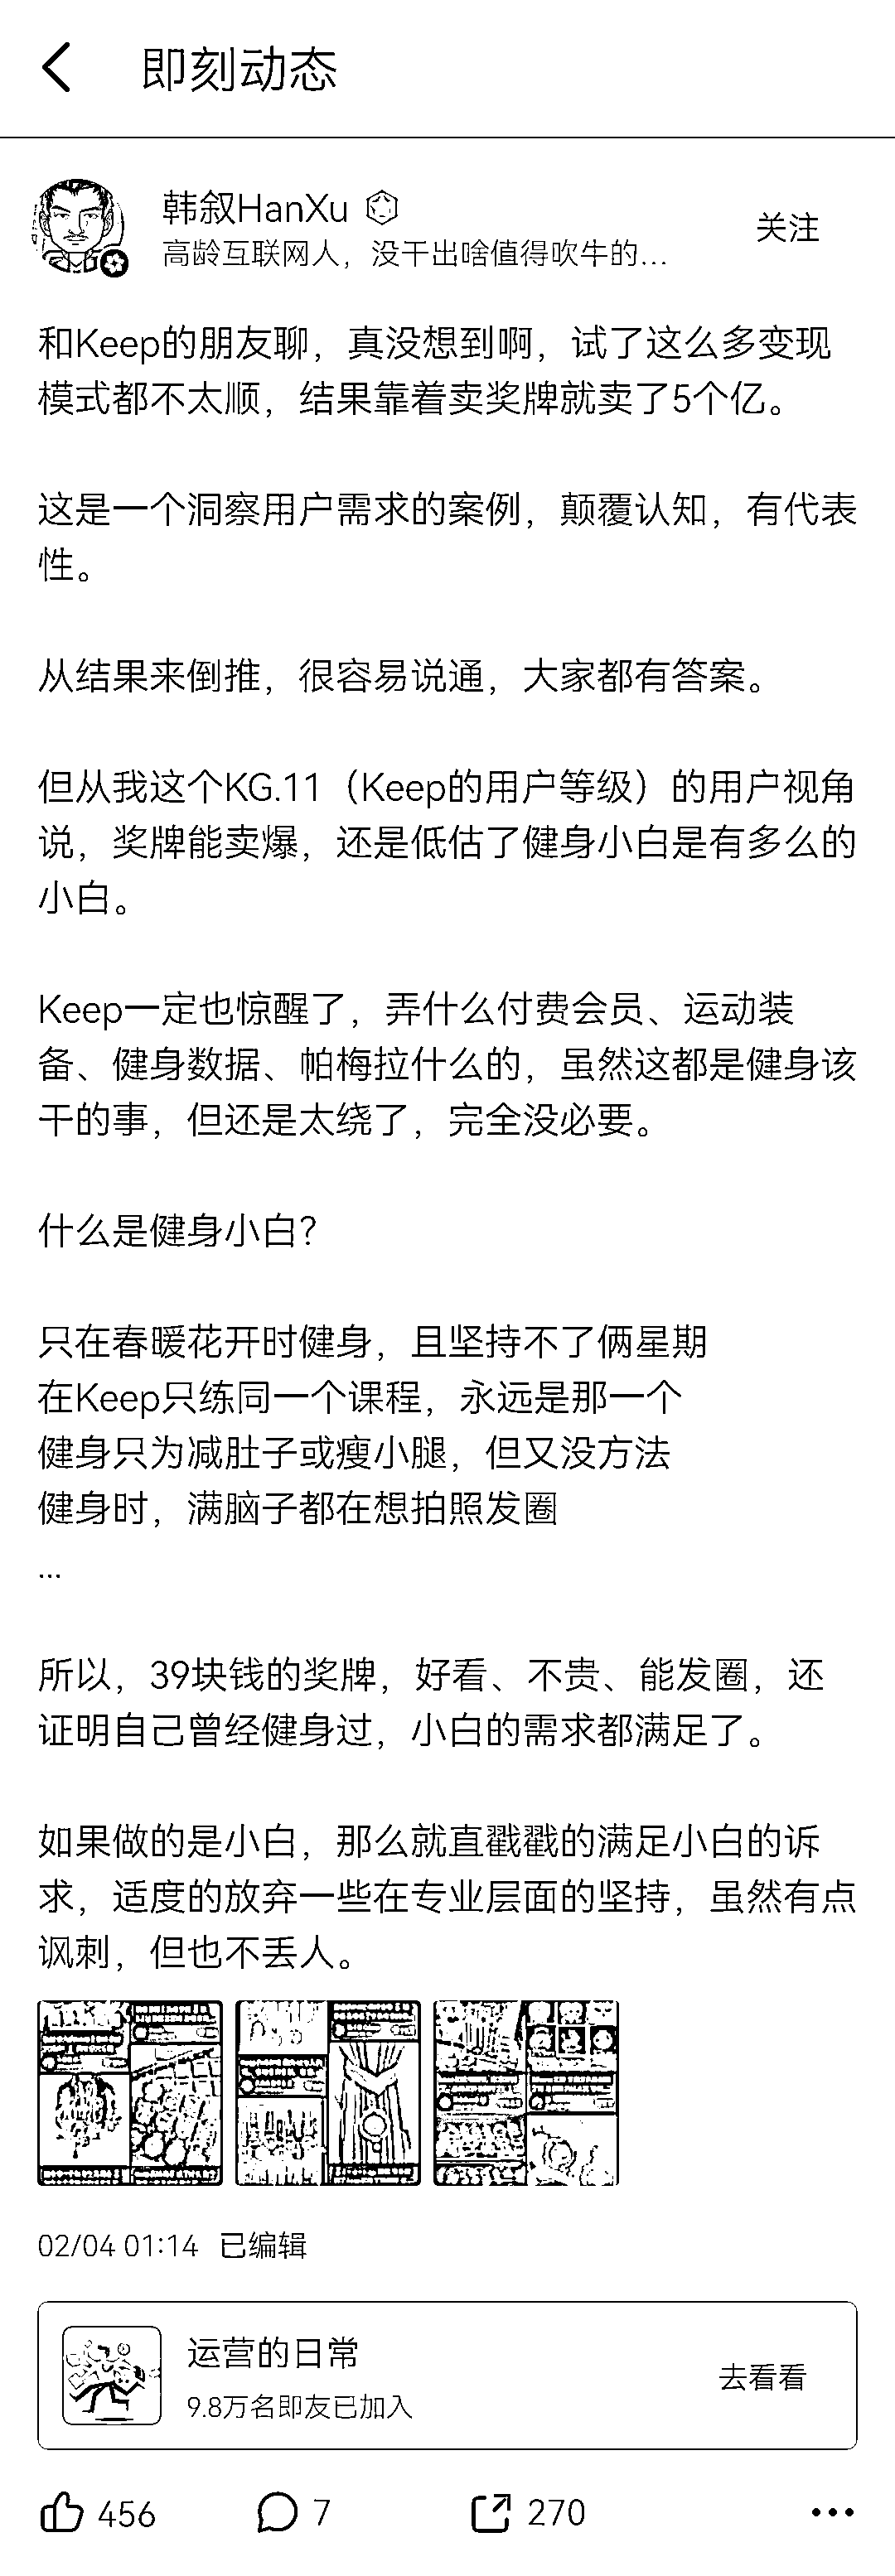 即刻动态
韩叙HanXu
高龄互联网人，没干出啥值得吹牛的...
关注
和Keep的朋友聊，真没想到啊，试了这么多变现
模式都不太顺，结果靠着卖奖牌就卖了5个亿。
这是一个洞察用户需求的案例，颠覆认知，有代表
性。
从结果来倒推，很容易说通，大家都有答案。
但从我这个KG.11（Keep的用户等级）的用户视角
说，奖牌能卖爆，还是低估了健身小白是有多么的
小白。
Keep一定也惊醒了，弄什么付费会员、运动装
备、健身数据、帕梅拉什么的，虽然这都是健身该
干的事，但还是太绕了，完全没必要。
什么是健身小白？
只在春暖花开时健身，且坚持不了俩星期
在Keep只练同一个课程，永远是那一个
健身只为减肚子或瘦小腿，但又没方法
健身时，满脑子都在想拍照发圈
...
所以，39块钱的奖牌，好看、不贵、能发圈，还
证明自己曾经健身过，小白的需求都满足了。
如果做的是小白，那么就直戳戳的满足小白的诉
求，适度的放弃一些在专业层面的坚持，虽然有点
讽刺，但也不丢人。
02/04 01:14 已编辑
运营的日常
9.8万名即友已加入
去看看
456
7
270